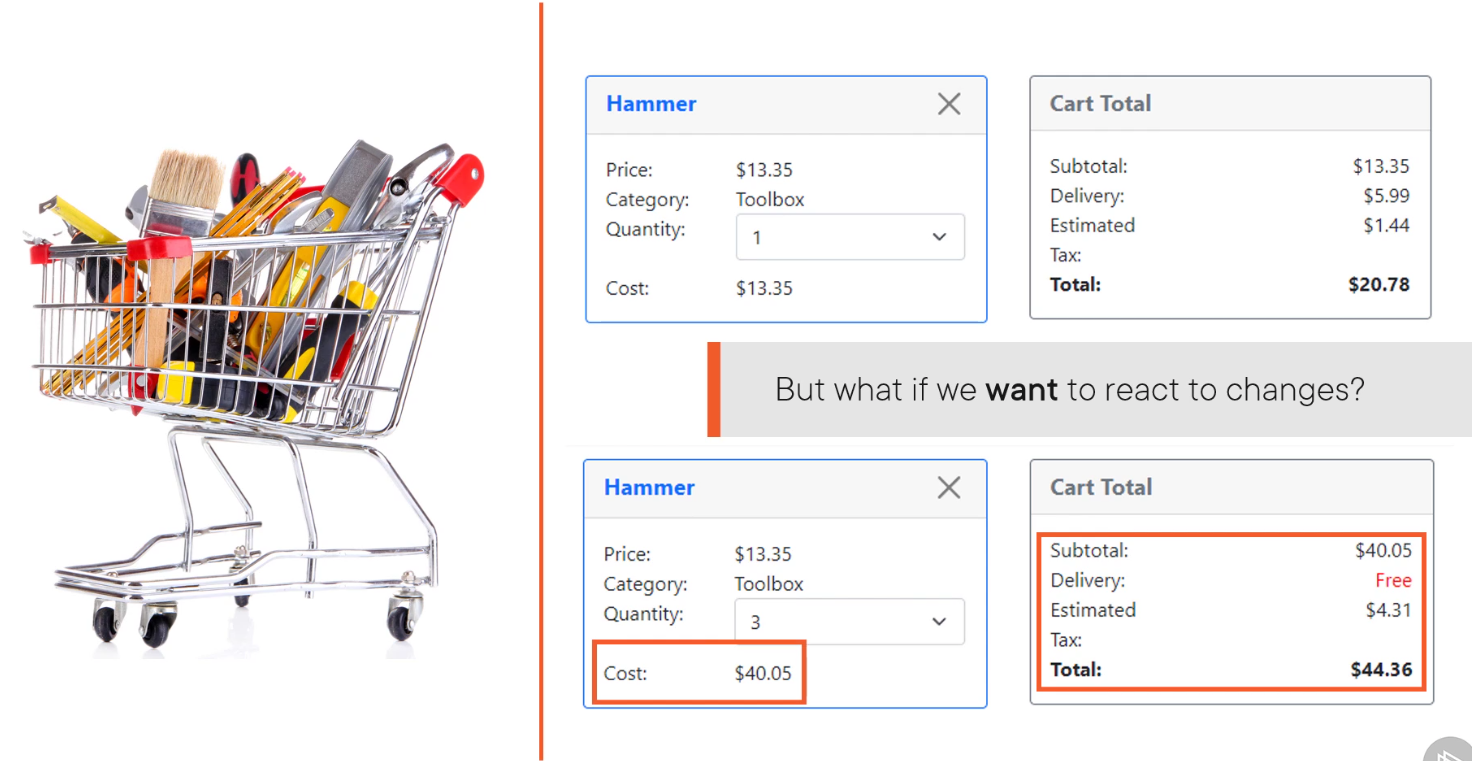 Hammer
Price: $13.35
Category: Toolbox
Quantity: 1
Cost: $13.35
Cart Total
Subtotal: $13.35
Delivery: $5.99
Estimated $1.44
Tax:
Total: $20.78
But what if we want to react to changes?
Hammer
Price: $13.35
Category: Toolbox
Quantity: 3
Cost: $40.05
Cart Total
Subtotal: $40.05
Delivery: Free
Estimated $4.31
Tax:
Total: $44.36